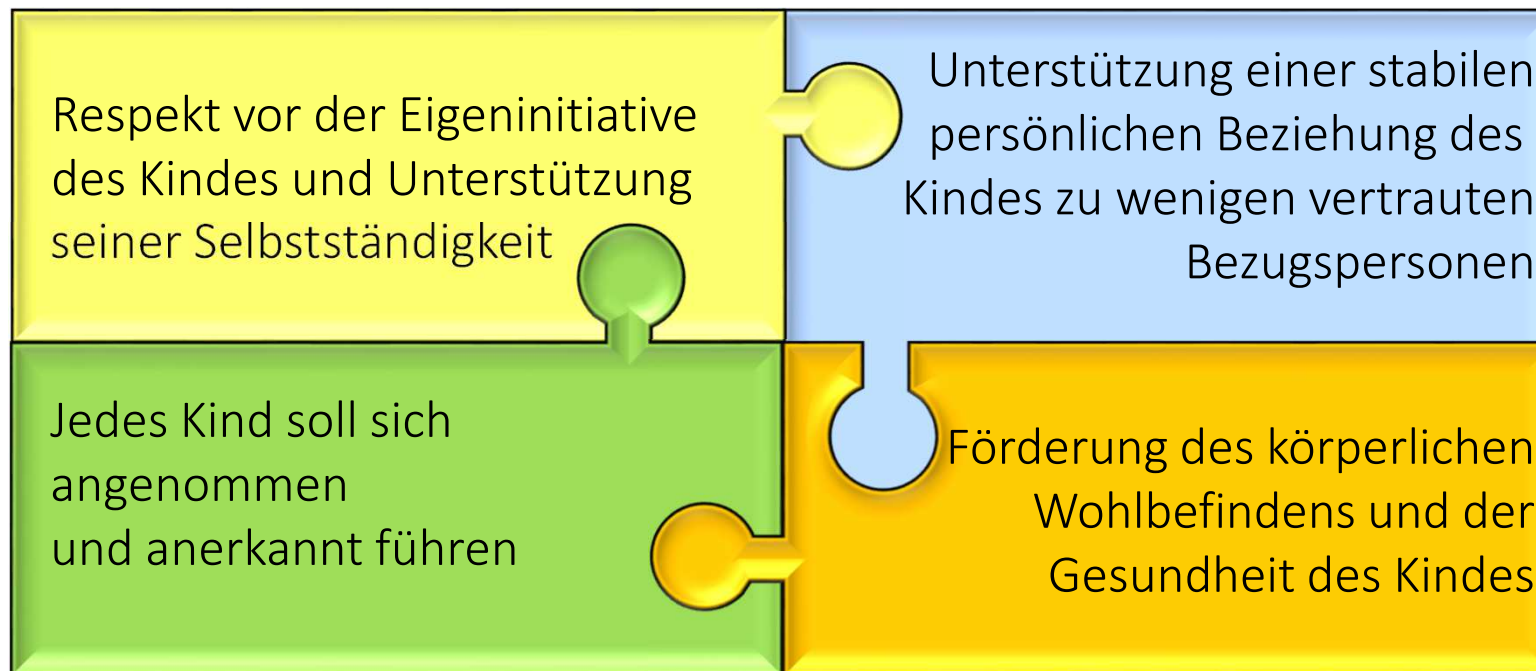 Respekt vor der Eigeninitiative
des Kindes und Unterstützung
seiner Selbstständigkeit
Unterstützung einer stabilen
persönlichen Beziehung des
Kindes zu wenigen vertrauten
Bezugspersonen
Jedes Kind soll sich
angenommen
und anerkannt führen
Förderung des körperlichen
Wohlbefindens und der
Gesundheit des Kindes